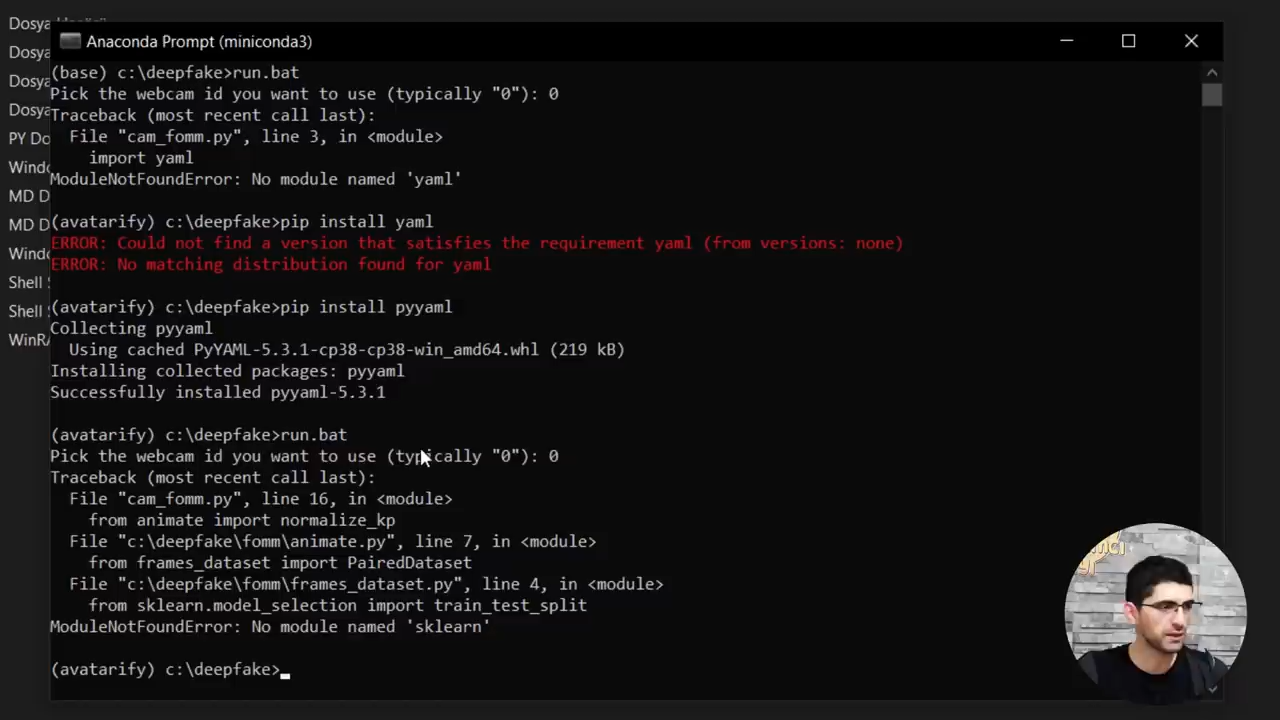 Dosya
Anaconda Prompt (miniconda3)
Dosya
Dosya
Dosya
PY Do
Windo
MD D
MD D
Windo
Shell S
Shell S
WinRA
(base) c:\deepfake>run.bat
Pick the webcam id you want to use (typically "0"): 0
Traceback (most recent call last):
  File "cam_fomm.py", line 3, in <module>
    import yaml
ModuleNotFoundError: No module named 'yaml'
(avatarify) c:\deepfake>pip install yaml
ERROR: Could not find a version that satisfies the requirement yaml (from versions: none)
ERROR: No matching distribution found for yaml
(avatarify) c:\deepfake>pip install pyyaml
Collecting pyyaml
  Using cached PyYAML-5.3.1-cp38-cp38-win_amd64.whl (219 kB)
Installing collected packages: pyyaml
Successfully installed pyyaml-5.3.1
(avatarify) c:\deepfake>run.bat
Pick the webcam id you want to use (typically "0"): 0
Traceback (most recent call last):
  File "cam_fomm.py", line 16, in <module>
    from animate import normalize_kp
  File "c:\deepfake\fomm\animate.py", line 7, in <module>
    from frames_dataset import PairedDataset
  File "c:\deepfake\fomm\frames_dataset.py", line 4, in <module>
    from sklearn.model_selection import train_test_split
ModuleNotFoundError: No module named 'sklearn'
(avatarify) c:\deepfake>